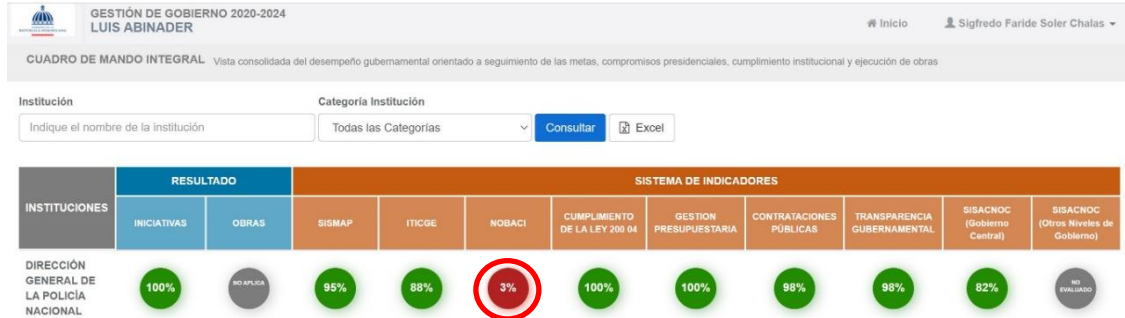 GESTIÓN DE GOBIERNO 2020-2024
LUIS ABINADER
Inicio
Sigfredo Faride Soler Chalas
CUADRO DE MANDO INTEGRAL Vista consolidada del desempeño gubernamental orientado a seguimiento de las metas, compromisos presidenciales, cumplimiento institucional y ejecución de obras
Institución
Categoría Institución
Indique el nombre de la institución
Todas las Categorías
Consultar
Excel
INSTITUCIONES
RESULTADO
SISTEMA DE INDICADORES
INICIATIVAS
OBRAS
SISMAP
ITICGE
NOBACI
CUMPLIMIENTO
DE LA LEY 200 04
GESTION
PRESUPUESTARIA
CONTRATACIONES
PÚBLICAS
TRANSPARENCIA
GUBERNAMENTAL
SISACNOC
(Gobierno
Central)
SISACNOC
(Otros Niveles de
Gobierno)
DIRECCIÓN
GENERAL DE
LA POLICÌA
NACIONAL
100%
NO APLICA
95%
88%
3%
100%
100%
98%
98%
82%
NO
EVALUADO